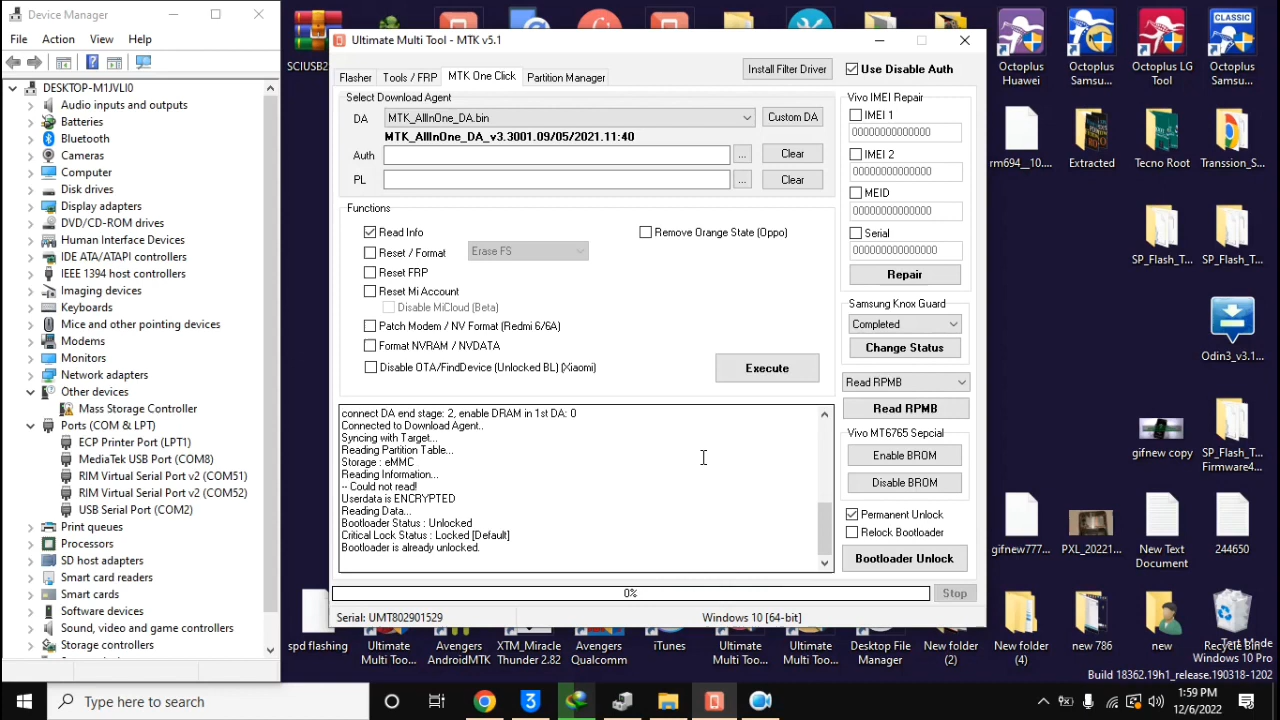 Device Manager
File Action View Help
DESKTOP-M1JVLI0
Audio inputs and outputs
Batteries
Bluetooth
Cameras
Computer
Disk drives
Display adapters
DVD/CD-ROM drives
Human Interface Devices
IDE ATA/ATAPI controllers
IEEE 1394 host controllers
Imaging devices
Keyboards
Mice and other pointing devices
Modems
Monitors
Network adapters
Other devices
Mass Storage Controller
Ports (COM & LPT)
ECP Printer Port (LPT1)
MediaTek USB Port (COM8)
RIM Virtual Serial Port v2 (COM51)
RIM Virtual Serial Port v2 (COM52)
USB Serial Port (COM2)
Print queues
Processors
SD host adapters
Smart card readers
Smart cards
Software devices
Sound, video and game controllers
Storage controllers
SCIUSB2
Ultimate Multi Tool - MTK v5.1
Flasher Tools / FRP MTK One Click Partition Manager
Install Filter Driver
Use Disable Auth
Select Download Agent
DA MTK_AllInOne_DA.bin Custom DA
MTK_AllInOne_DA_v3.3001.09/05/2021.11:40
Auth ... Clear
PL ... Clear
Functions
Read Info
Remove Orange State (Oppo)
Reset / Format Erase FS
Reset FRP
Reset Mi Account
Disable MiCloud (Beta)
Patch Modem / NV Format (Redmi 6/6A)
Format NVRAM / NVDATA
Disable OTA/FindDevice (Unlocked BL) [Xiaomi]
Execute
connect DA end stage: 2, enable DRAM in 1st DA: 0
Connected to Download Agent..
Syncing with Target...
Reading Partition Table...
Storage : eMMC
Reading Information...
-- Could not read!
Userdata is ENCRYPTED
Reading Data...
Bootloader Status : Unlocked
Critical Lock Status : Locked [Default]
Bootloader is already unlocked.
Vivo IMEI Repair
IMEI 1
00000000000000
IMEI 2
00000000000000
MEID
00000000000000
Serial
000000000000000
Repair
Samsung Knox Guard
Completed
Change Status
Read RPMB
Read RPMB
Vivo MT6765 Sepcial
Enable BROM
Disable BROM
Permanent Unlock
Relock Bootloader
Bootloader Unlock
0%
Stop
Serial: UMT802901529
Windows 10 [64-bit]
Octoplus Huawei
Octoplus Samsu...
Octoplus LG Tool
CLASSIC
Octoplus Samsu...
rm694__10....
Extracted
Tecno Root
Transsion_...
SP_Flash_T...
SP_Flash_T...
Odin3_v3.1...
gifnew copy
SP_Flash_T... Firmware4...
gifnew777...
PXL_20221...
New Text Document
244650
spd flashing
Ultimate Multi Too...
Avengers AndroidMTK
XTM_Miracle Thunder 2.82
Avengers Qualcomm
iTunes
Ultimate Multi Too...
Ultimate Multi Too...
Desktop File Manager
New folder (2)
New folder (4)
new 786
new
Recycle Bin
Test Mode
Windows 10 Pro
Build 18362.19h1_release.190318-1202
Type here to search
1:59 PM
12/6/2022